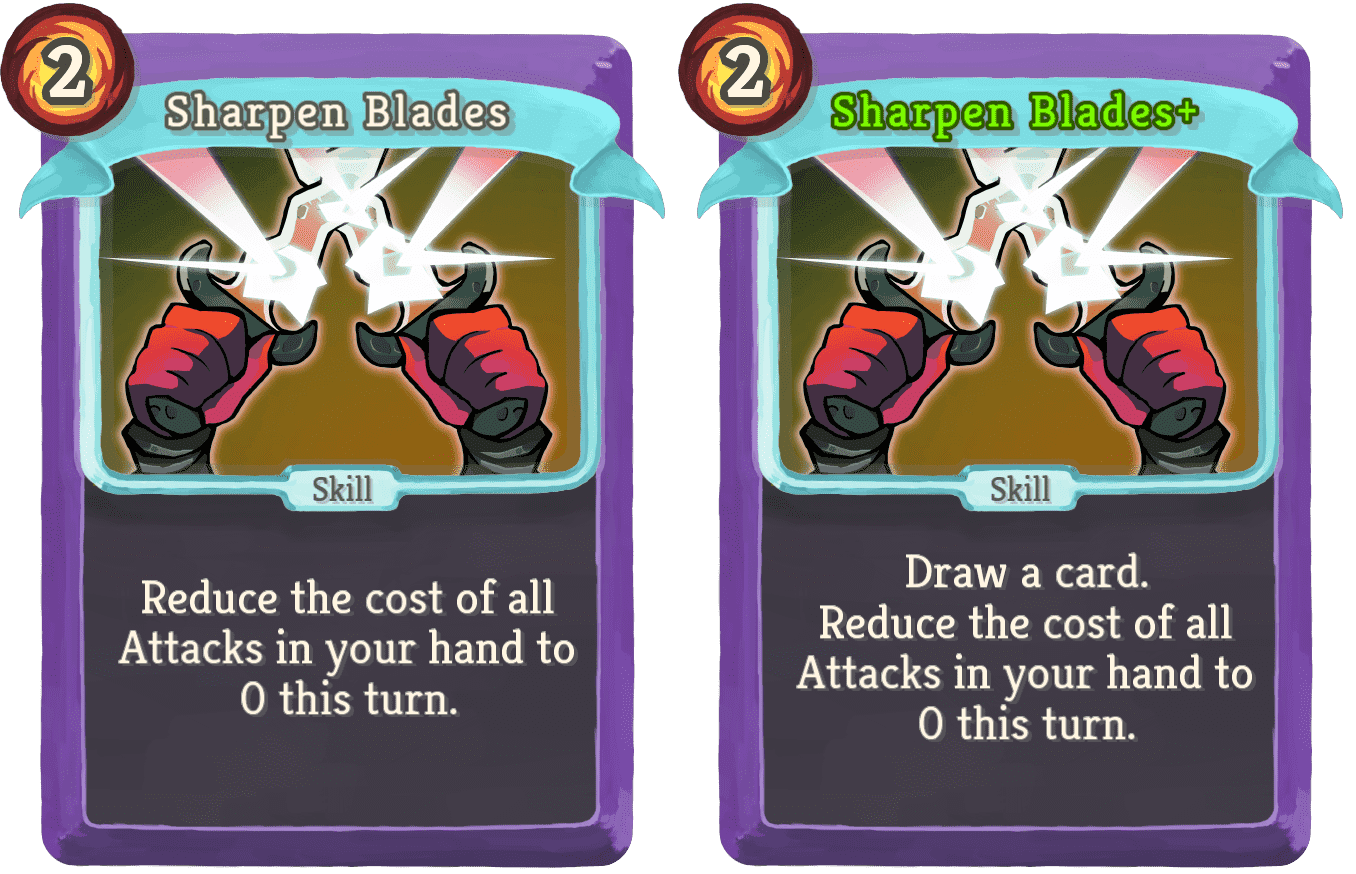 2
Sharpen Blades
Skill
Reduce the cost of all
Attacks in your hand to
0 this turn.
2
Sharpen Blades+
Skill
Draw a card.
Reduce the cost of all
Attacks in your hand to
0 this turn.